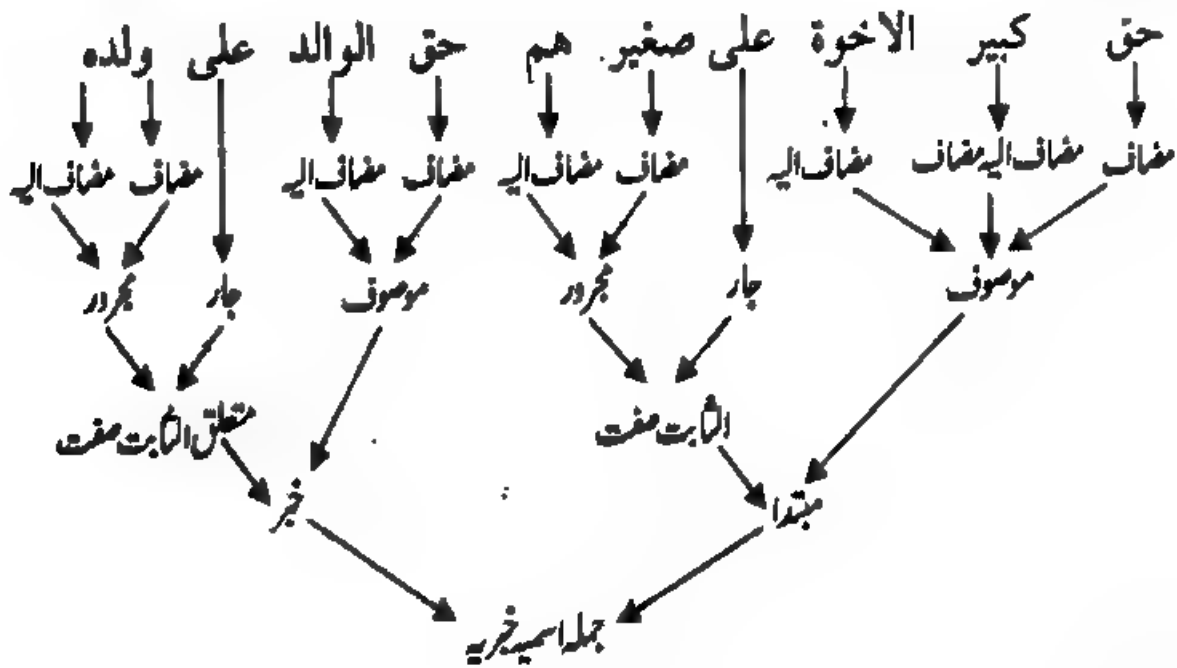 حق كبير الاخوة على صغير هم حق الوالد على ولده
مضاف مضاف اليه مضاف مضاف اليه مضاف مضاف اليه مضاف مضاف اليه مضاف مضاف اليه
موصوف جار مجرور موصوف جار مجرور
الثابت صفت متعلق الثابت صفت
مبتدا خبر
جملہ اسمیہ خبریہ